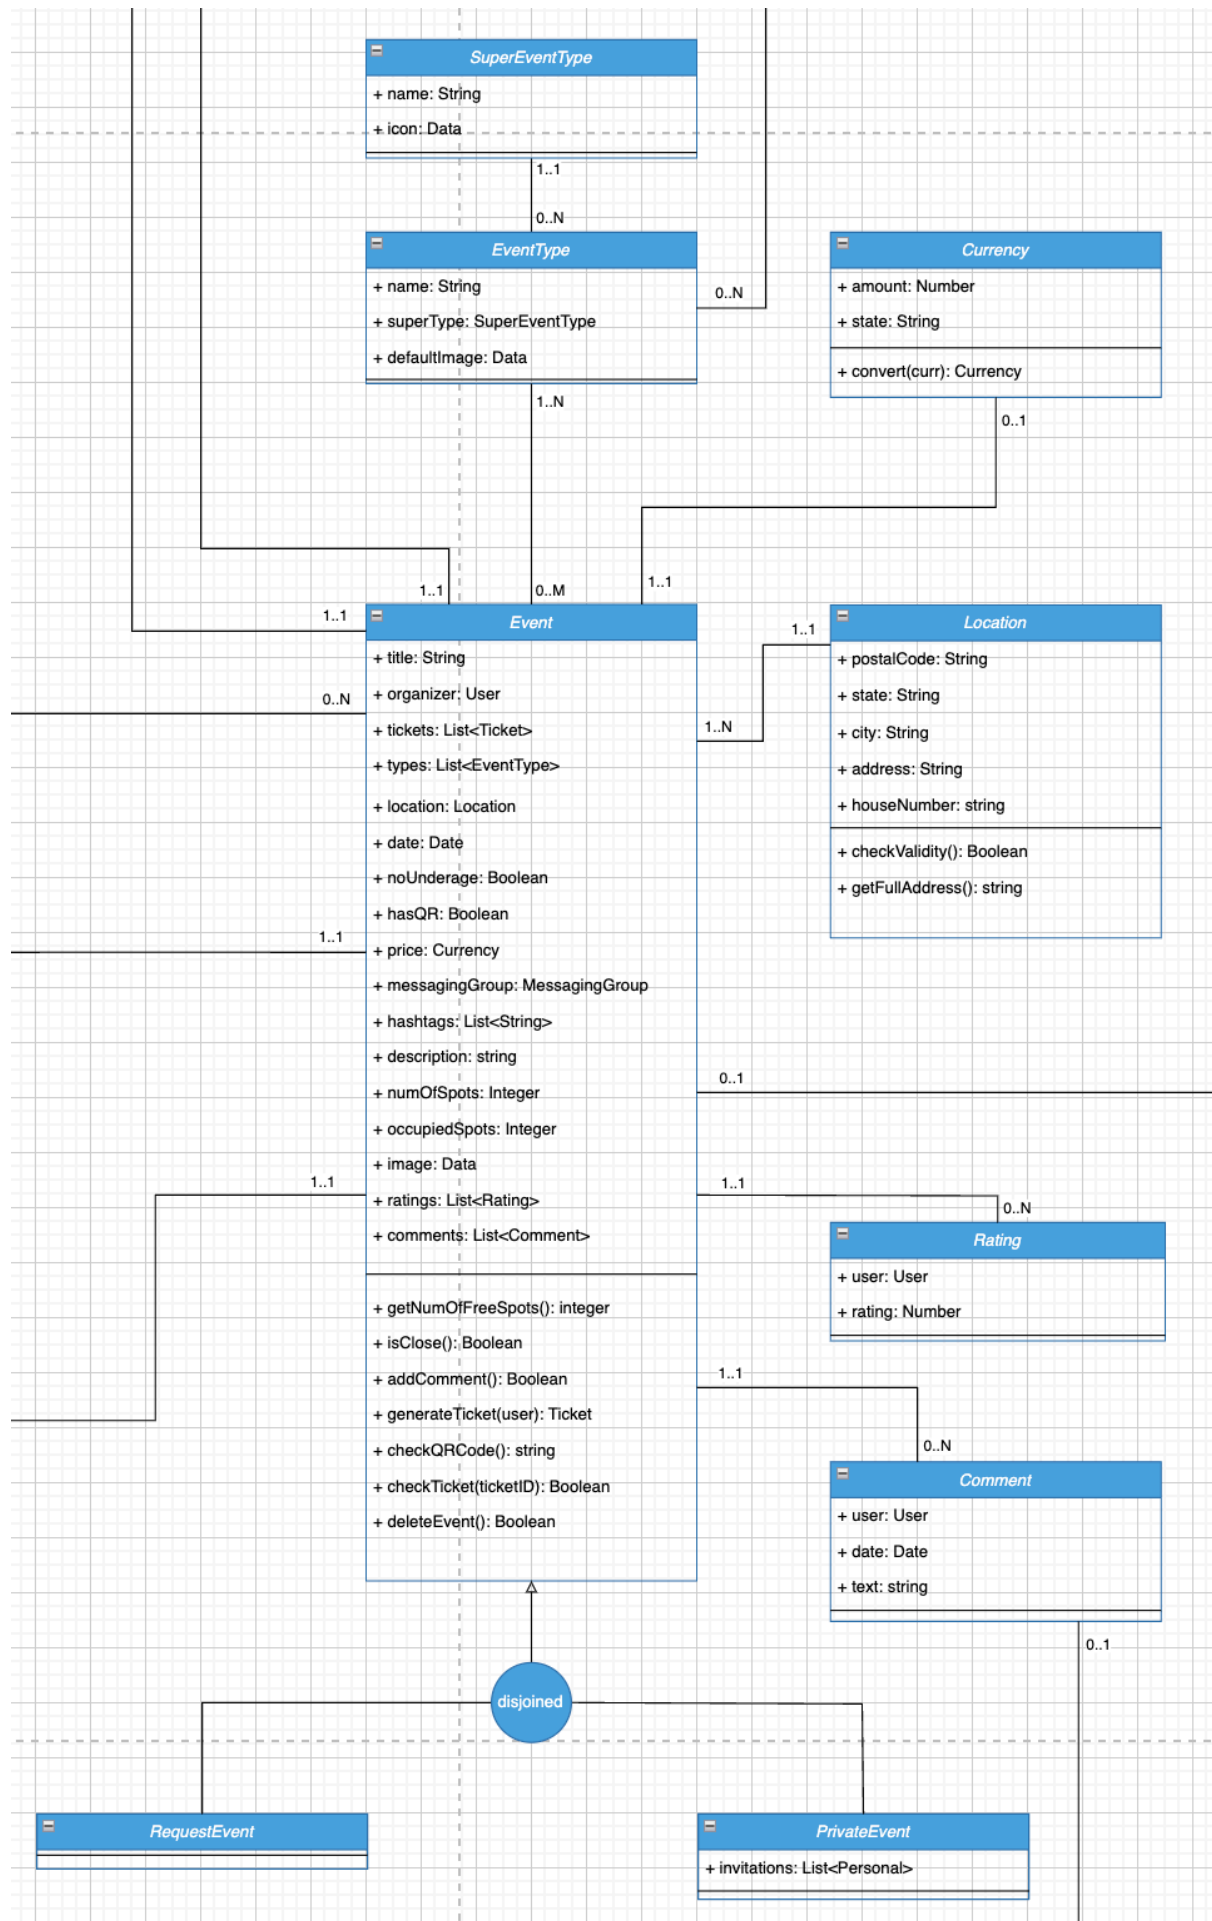 SuperEventType
+ name: String
+ icon: Data
1..1
0..N
EventType
+ name: String
+ superType: SuperEventType
+ defaultImage: Data
0..N
1..N
Currency
+ amount: Number
+ state: String
+ convert(curr): Currency
0..1
1..1
0..M
1..1
1..1
0..N
1..1
1..1
Event
+ title: String
+ organizer: User
+ tickets: List<Ticket>
+ types: List<EventType>
+ location: Location
+ date: Date
+ noUnderage: Boolean
+ hasQR: Boolean
+ price: Currency
+ messagingGroup: MessagingGroup
+ hashtags: List<String>
+ description: string
+ numOfSpots: Integer
+ occupiedSpots: Integer
+ image: Data
+ ratings: List<Rating>
+ comments: List<Comment>
+ getNumOfFreeSpots(): integer
+ isClose(): Boolean
+ addComment(): Boolean
+ generateTicket(user): Ticket
+ checkQRCode(): string
+ checkTicket(ticketID): Boolean
+ deleteEvent(): Boolean
1..1
1..N
Location
+ postalCode: String
+ state: String
+ city: String
+ address: String
+ houseNumber: string
+ checkValidity(): Boolean
+ getFullAddress(): string
0..1
1..1
0..N
Rating
+ user: User
+ rating: Number
1..1
0..N
Comment
+ user: User
+ date: Date
+ text: string
0..1
disjoined
RequestEvent
PrivateEvent
+ invitations: List<Personal>